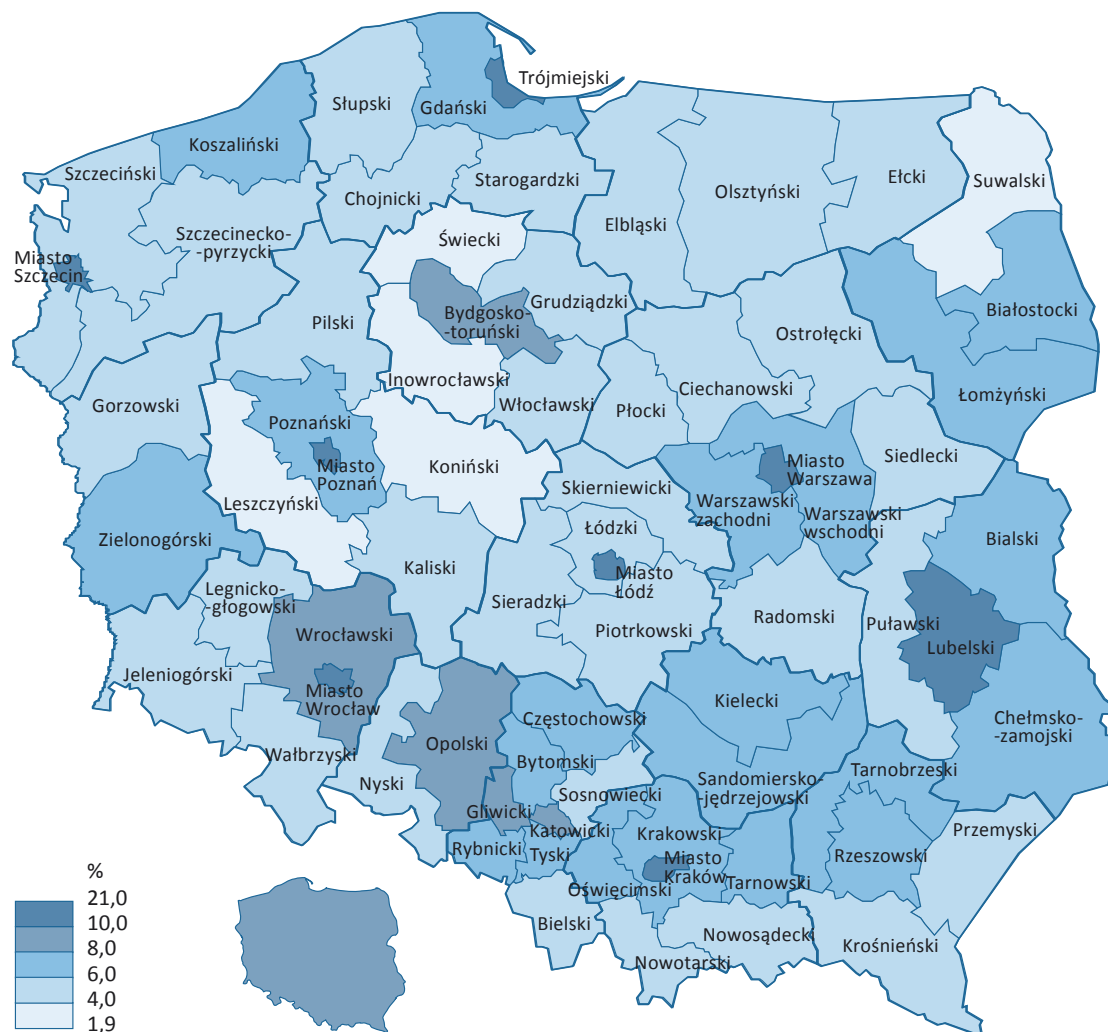 Trójmiejski
Słupski
Gdański
Koszaliński
Szczeciński
Starogardzki
Ełcki
Suwalski
Chojnicki
Olsztyński
Elbląski
Szczecinecko-
-pyrzycki
Świecki
Miasto
Szczecin
Grudziądzki
Bydgosko-
-toruński
Białostocki
Pilski
Ostrołęcki
Inowrocławski
Ciechanowski
Łomżyński
Gorzowski
Włocławski
Płocki
Poznański
Miasto
Poznań
Koniński
Siedlecki
Miasto
Warszawa
Skierniewicki
Leszczyński
Warszawski
zachodni
Warszawski
wschodni
Łódzki
Zielonogórski
Bialski
Kaliski
Miasto
Łódź
Legnicko-
-głogowski
Sieradzki
Radomski
Puławski
Piotrkowski
Wrocławski
Lubelski
Jeleniogórski
Miasto
Wrocław
Kielecki
Częstochowski
Chełmsko-
-zamojski
Opolski
Wałbrzyski
Bytomski
Tarnobrzeski
Nyski
Sandomiersko-
-jędrzejowski
Sosnowiecki
Gliwicki
Katowicki
Krakowski
Przemyski
Rybnicki
Tyski
Miasto
Kraków
Rzeszowski
Oświęcimski
Tarnowski
Bielski
Nowosądecki
Krośnieński
Nowotarski
%
21,0
10,0
8,0
6,0
4,0
1,9